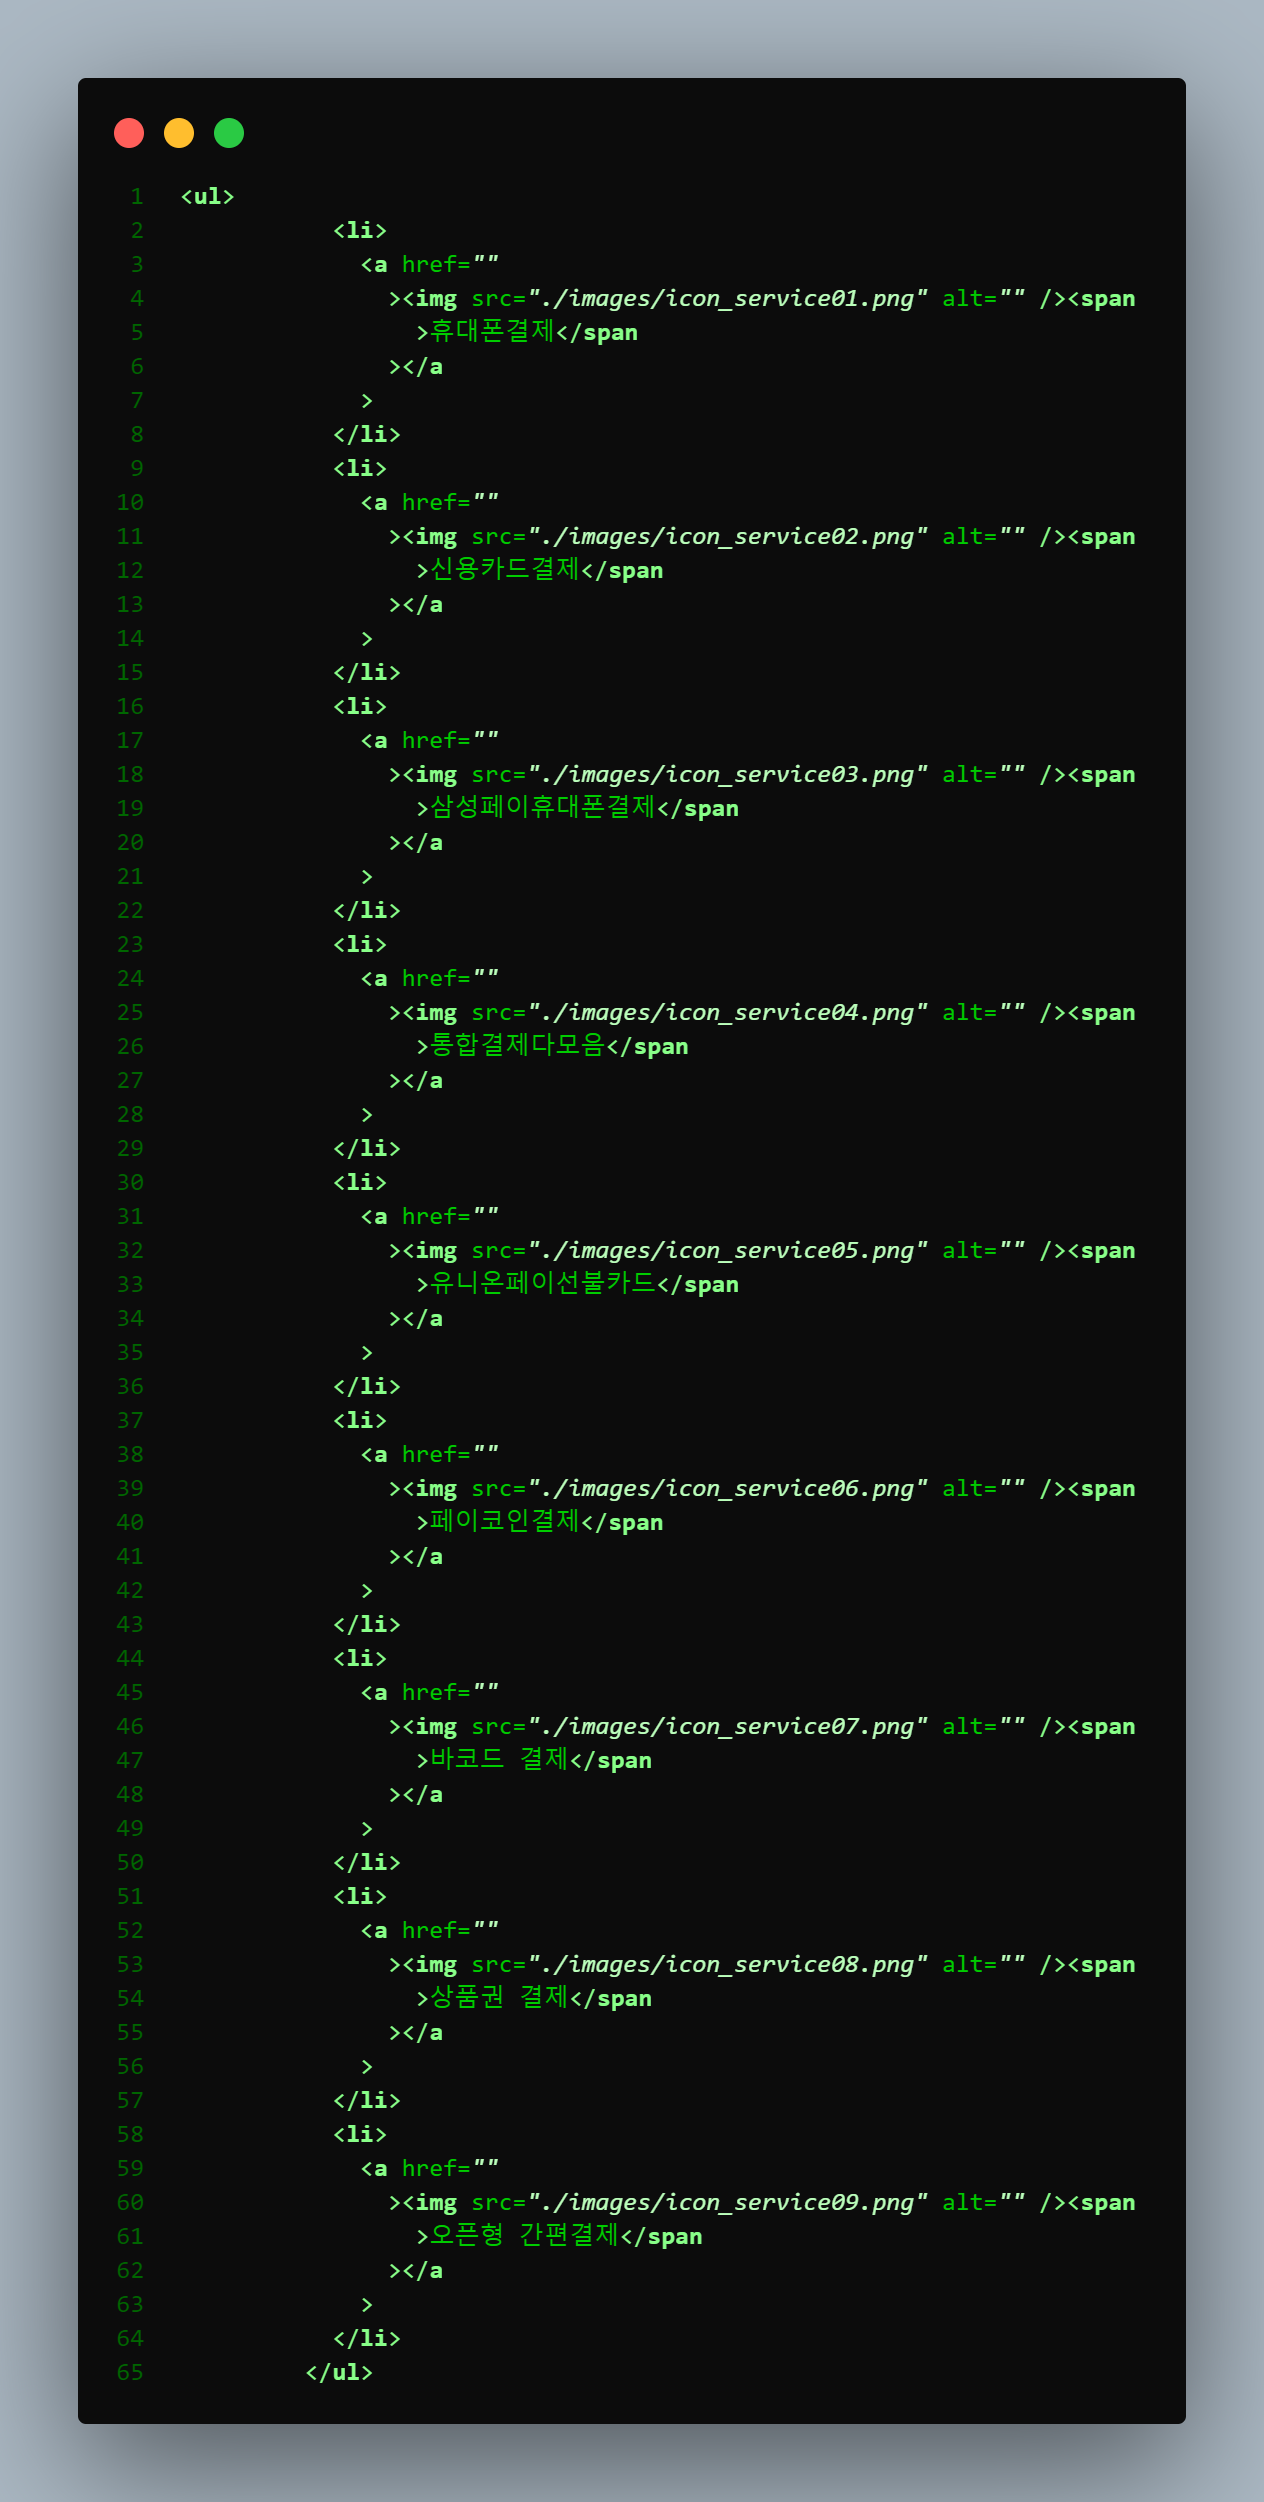 1 <ul>
2 <li>
3 <a href=""
4 ><img src="./images/icon_service01.png" alt="" /><span
5 >휴대폰결제</span
6 ></a
7 >
8 </li>
9 <li>
10 <a href=""
11 ><img src="./images/icon_service02.png" alt="" /><span
12 >신용카드결제</span
13 ></a
14 >
15 </li>
16 <li>
17 <a href=""
18 ><img src="./images/icon_service03.png" alt="" /><span
19 >삼성페이휴대폰결제</span
20 ></a
21 >
22 </li>
23 <li>
24 <a href=""
25 ><img src="./images/icon_service04.png" alt="" /><span
26 >통합결제다모음</span
27 ></a
28 >
29 </li>
30 <li>
31 <a href=""
32 ><img src="./images/icon_service05.png" alt="" /><span
33 >유니온페이선불카드</span
34 ></a
35 >
36 </li>
37 <li>
38 <a href=""
39 ><img src="./images/icon_service06.png" alt="" /><span
40 >페이코인결제</span
41 ></a
42 >
43 </li>
44 <li>
45 <a href=""
46 ><img src="./images/icon_service07.png" alt="" /><span
47 >바코드 결제</span
48 ></a
49 >
50 </li>
51 <li>
52 <a href=""
53 ><img src="./images/icon_service08.png" alt="" /><span
54 >상품권 결제</span
55 ></a
56 >
57 </li>
58 <li>
59 <a href=""
60 ><img src="./images/icon_service09.png" alt="" /><span
61 >오픈형 간편결제</span
62 ></a
63 >
64 </li>
65 </ul>